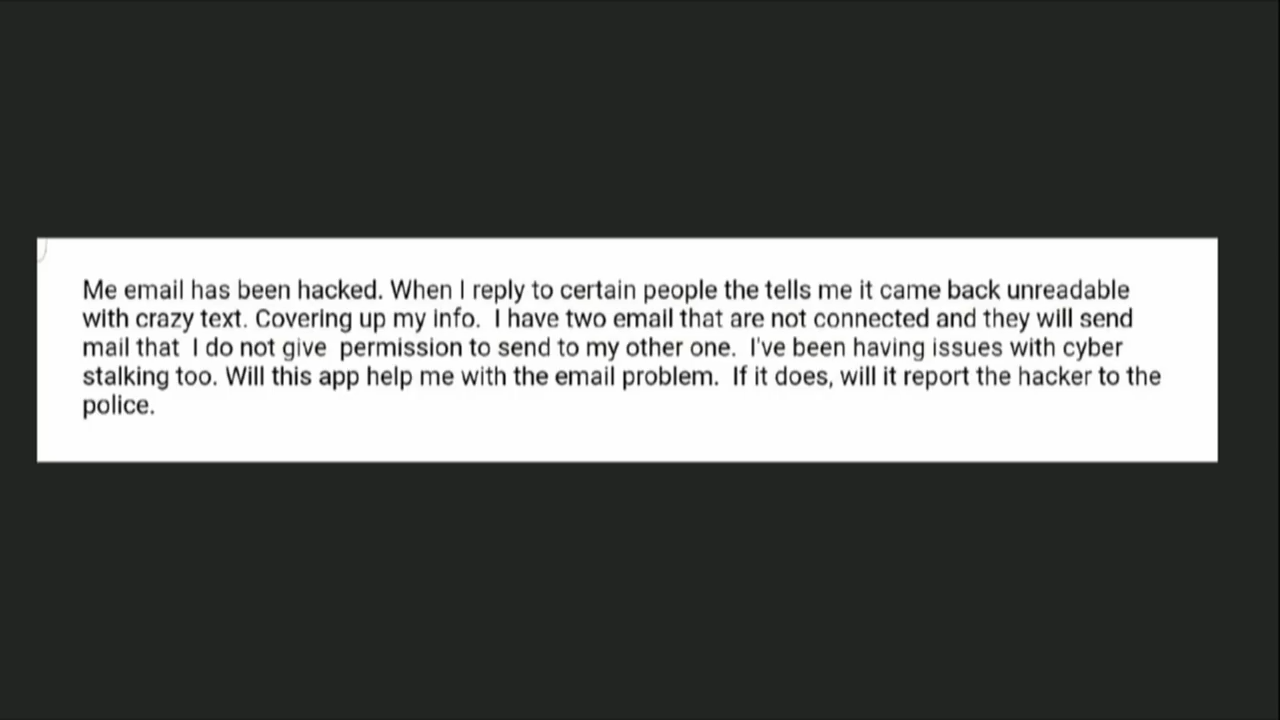 Me email has been hacked. When I reply to certain people the tells me it came back unreadable
with crazy text. Covering up my info.  I have two email that are not connected and they will send
mail that  I do not give  permission to send to my other one.  I've been having issues with cyber
stalking too. Will this app help me with the email problem.  If it does, will it report the hacker to the
police.